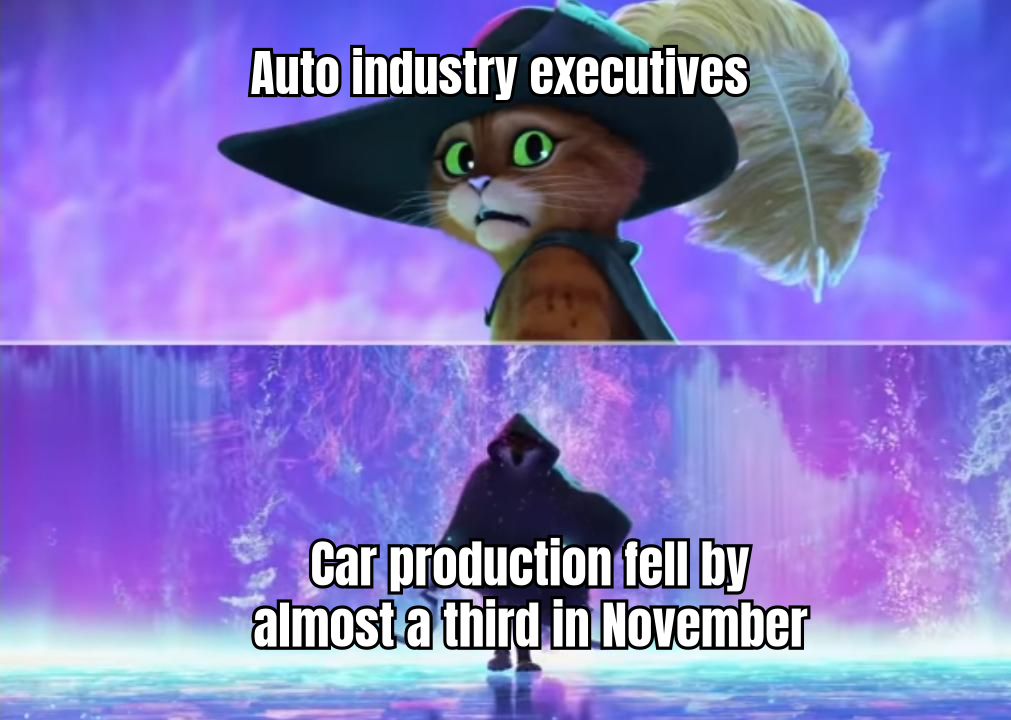 Auto industry executives
Car production fell by
almost a third in November